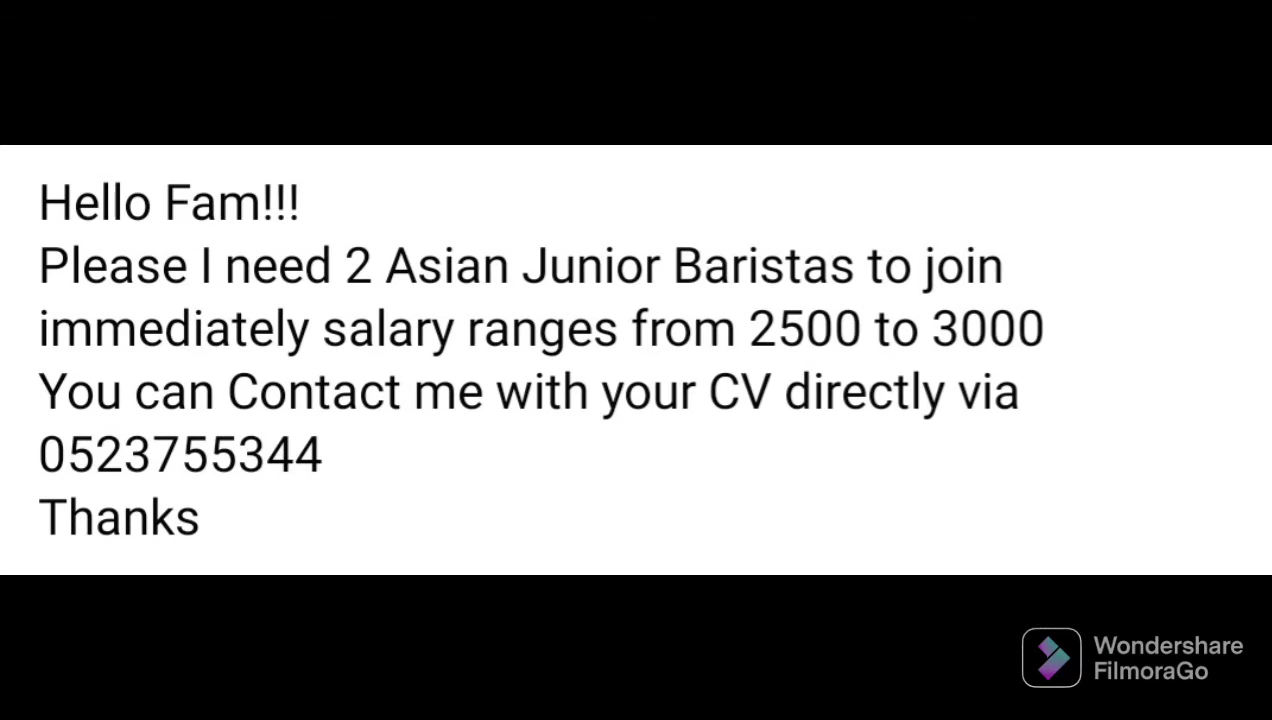 Hello Fam!!!
Please I need 2 Asian Junior Baristas to join
immediately salary ranges from 2500 to 3000
You can Contact me with your CV directly via
0523755344
Thanks
Wondershare
FilmoraGo